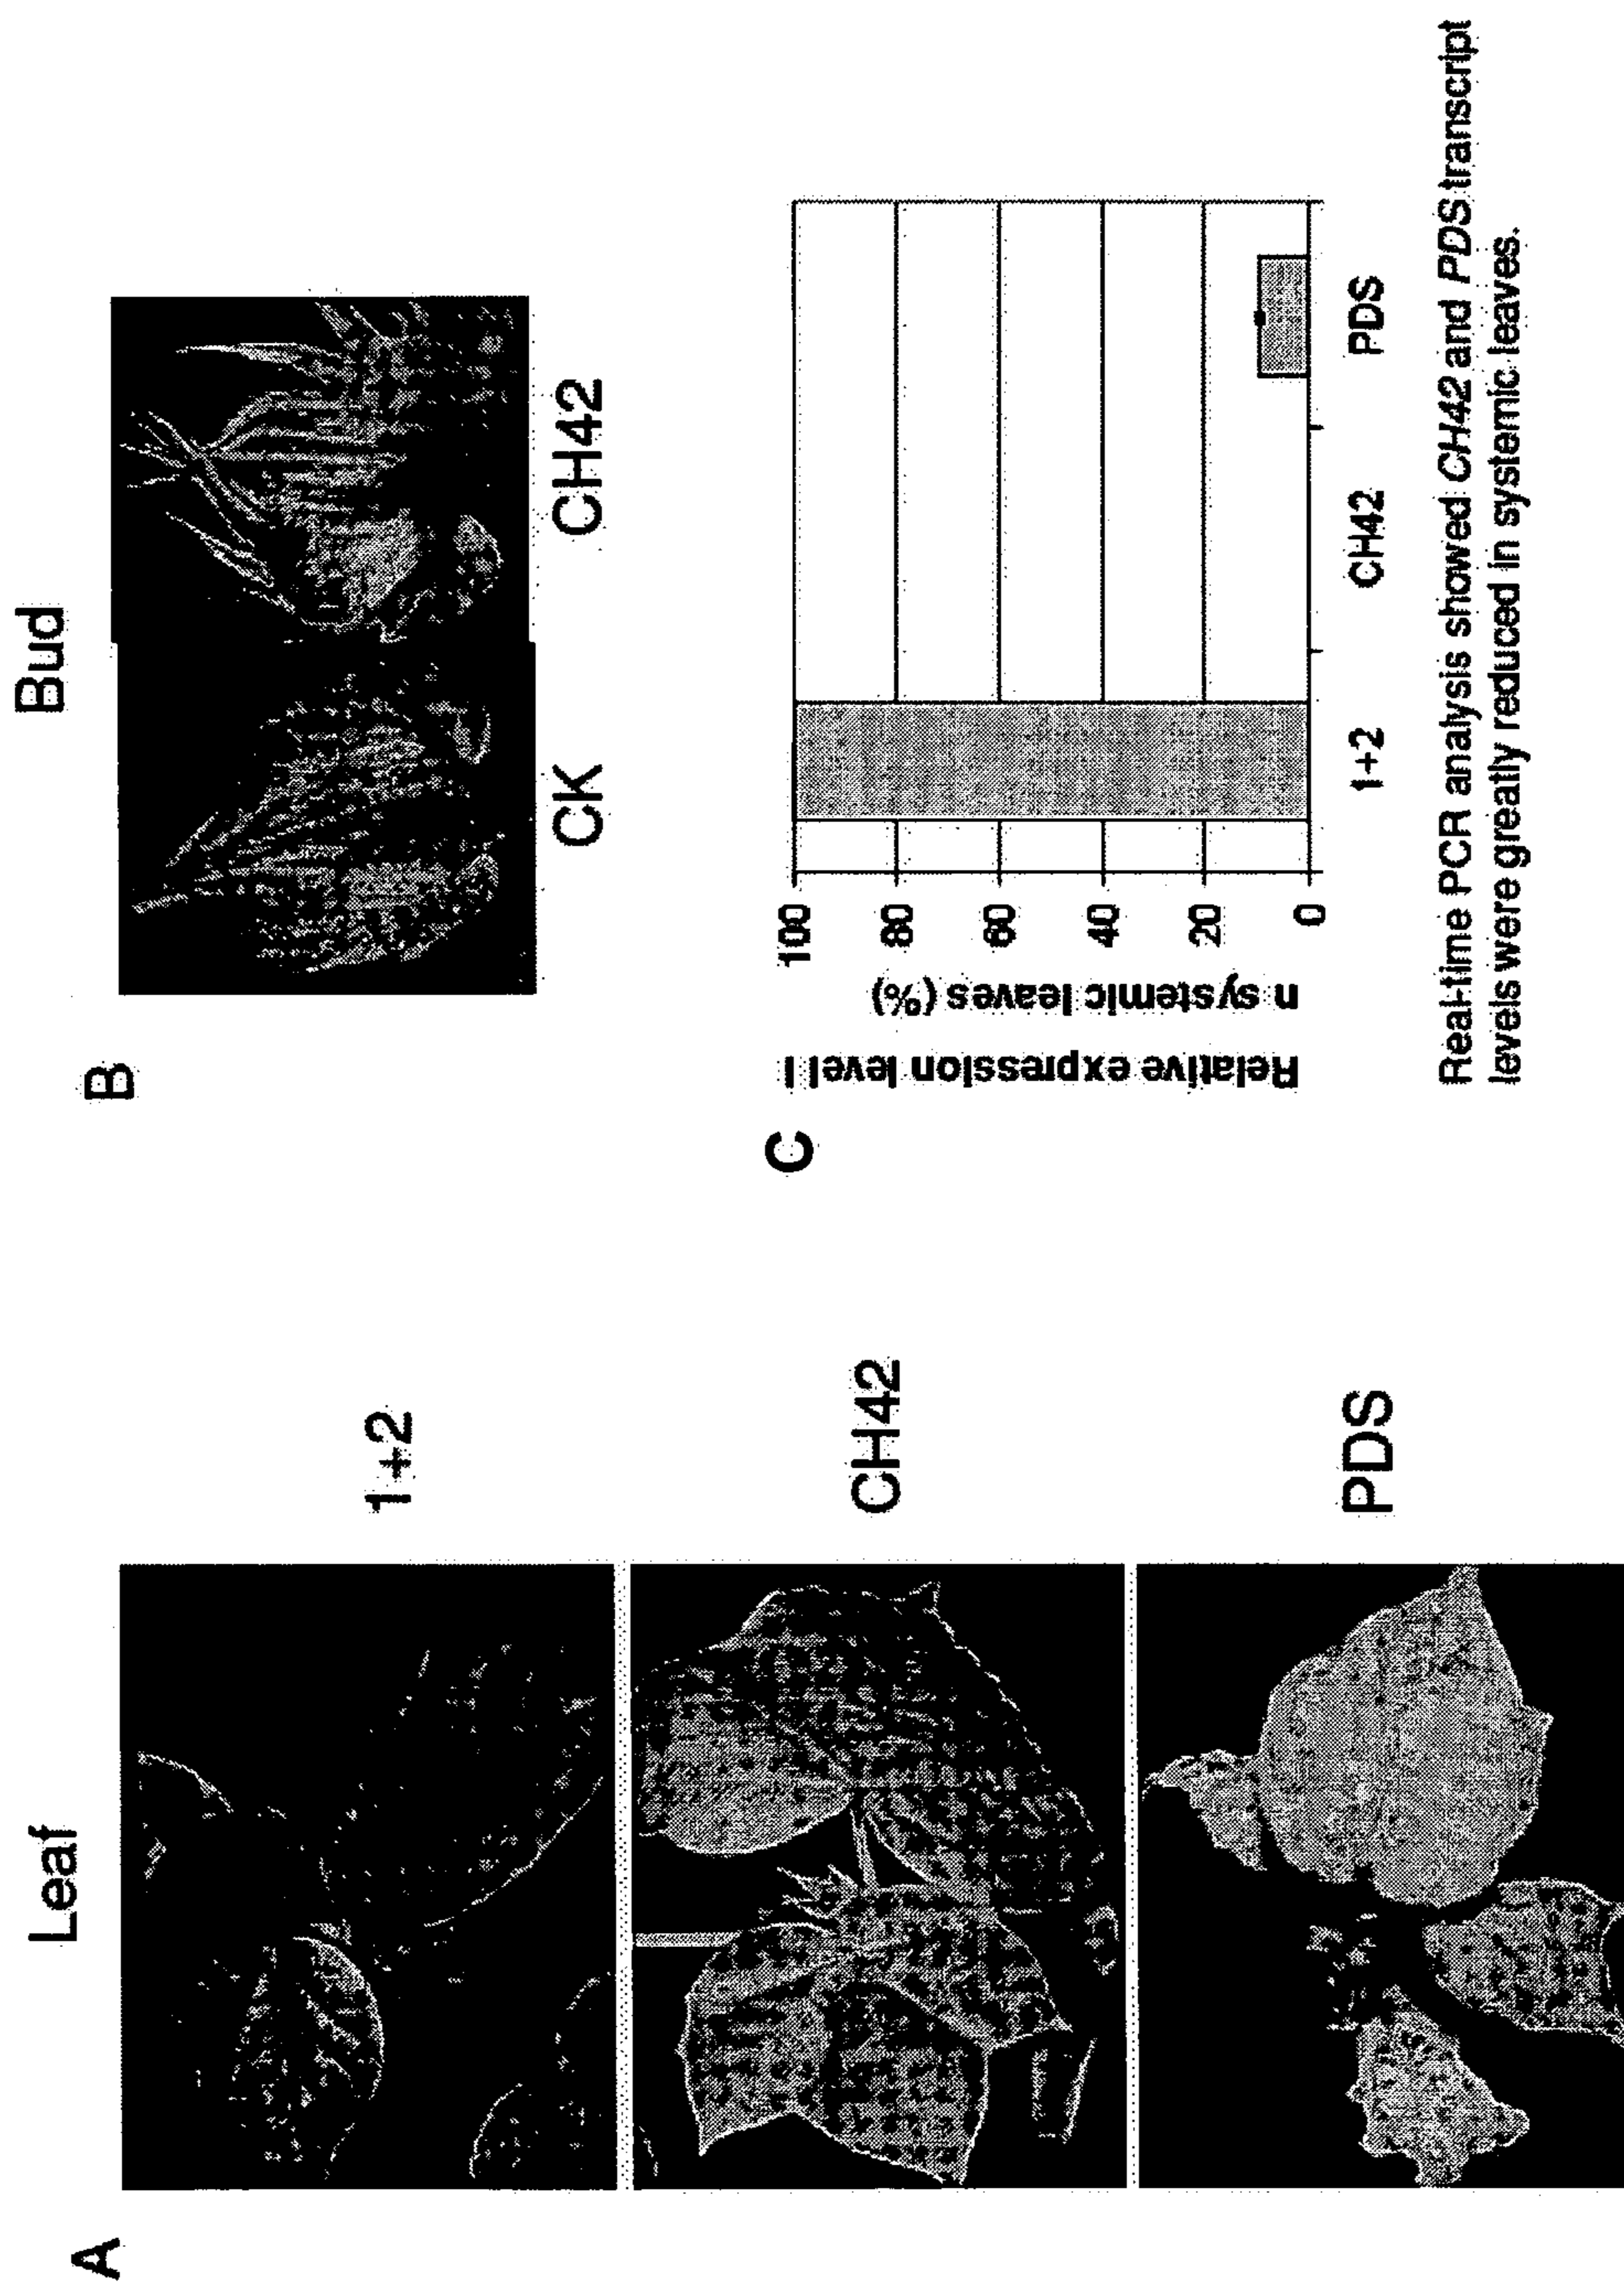 A
Leaf
1+2
CH42
PDS
B
Bud
CK
CH42
C
Relative expression level I
n systemic leaves (%)
100
80
60
40
20
0
1+2
CH42
PDS
Real-time PCR analysis showed CH42 and PDS transcript
levels were greatly reduced in systemic leaves.